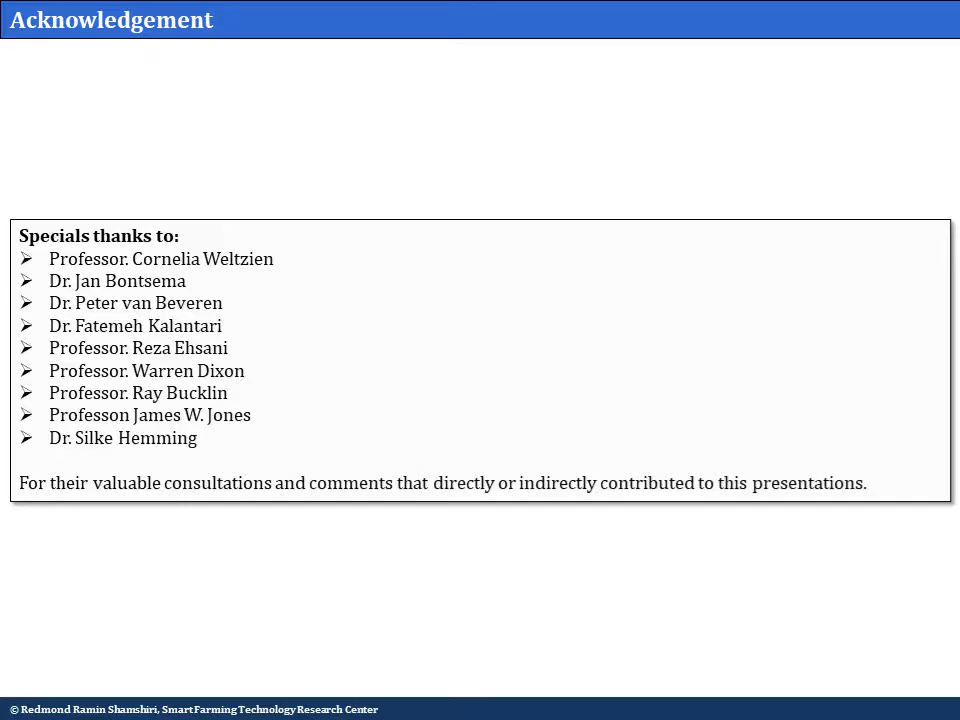 Acknowledgement
Specials thanks to:
➢ Professor. Cornelia Weltzien
➢ Dr. Jan Bontsema
➢ Dr. Peter van Beveren
➢ Dr. Fatemeh Kalantari
➢ Professor. Reza Ehsani
➢ Professor. Warren Dixon
➢ Professor. Ray Bucklin
➢ Professon James W. Jones
➢ Dr. Silke Hemming
For their valuable consultations and comments that directly or indirectly contributed to this presentations.
© Redmond Ramin Shamshiri, Smart Farming Technology Research Center